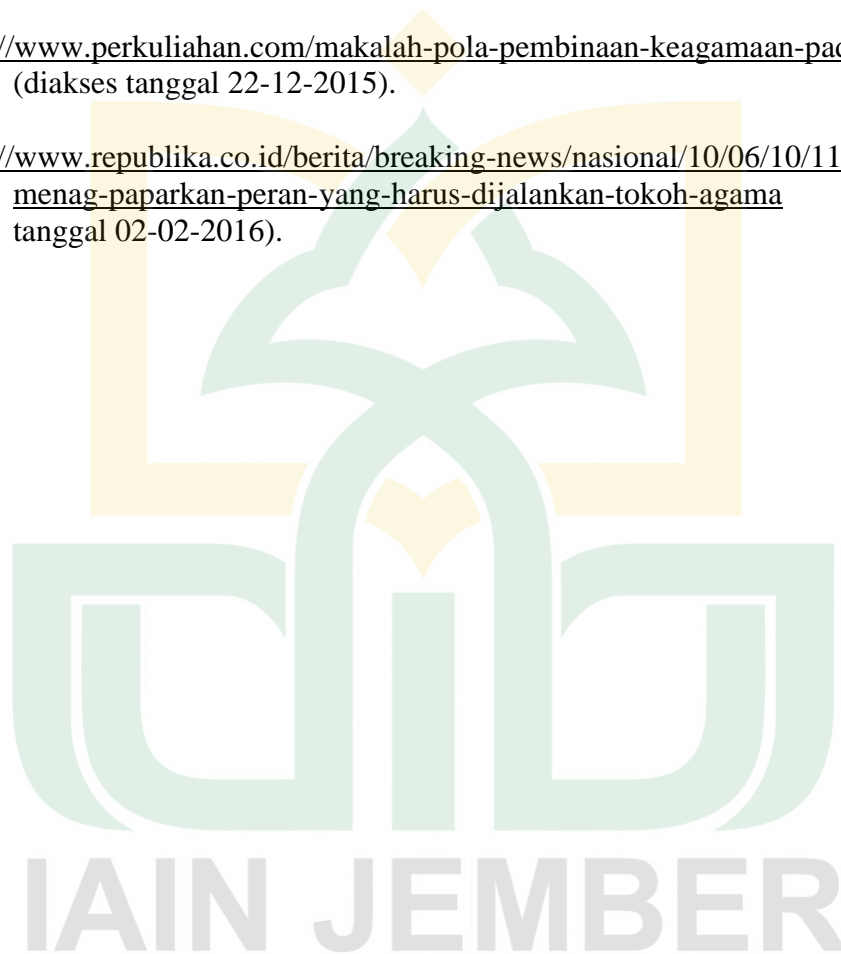 //www.perkuliahan.com/makalah-pola-pembinaan-keagamaan-pad
(diakses tanggal 22-12-2015).
//www.republika.co.id/berita/breaking-news/nasional/10/06/10/11
menag-paparkan-peran-yang-harus-dijalankan-tokoh-agama
tanggal 02-02-2016).
IAIN JEMBER